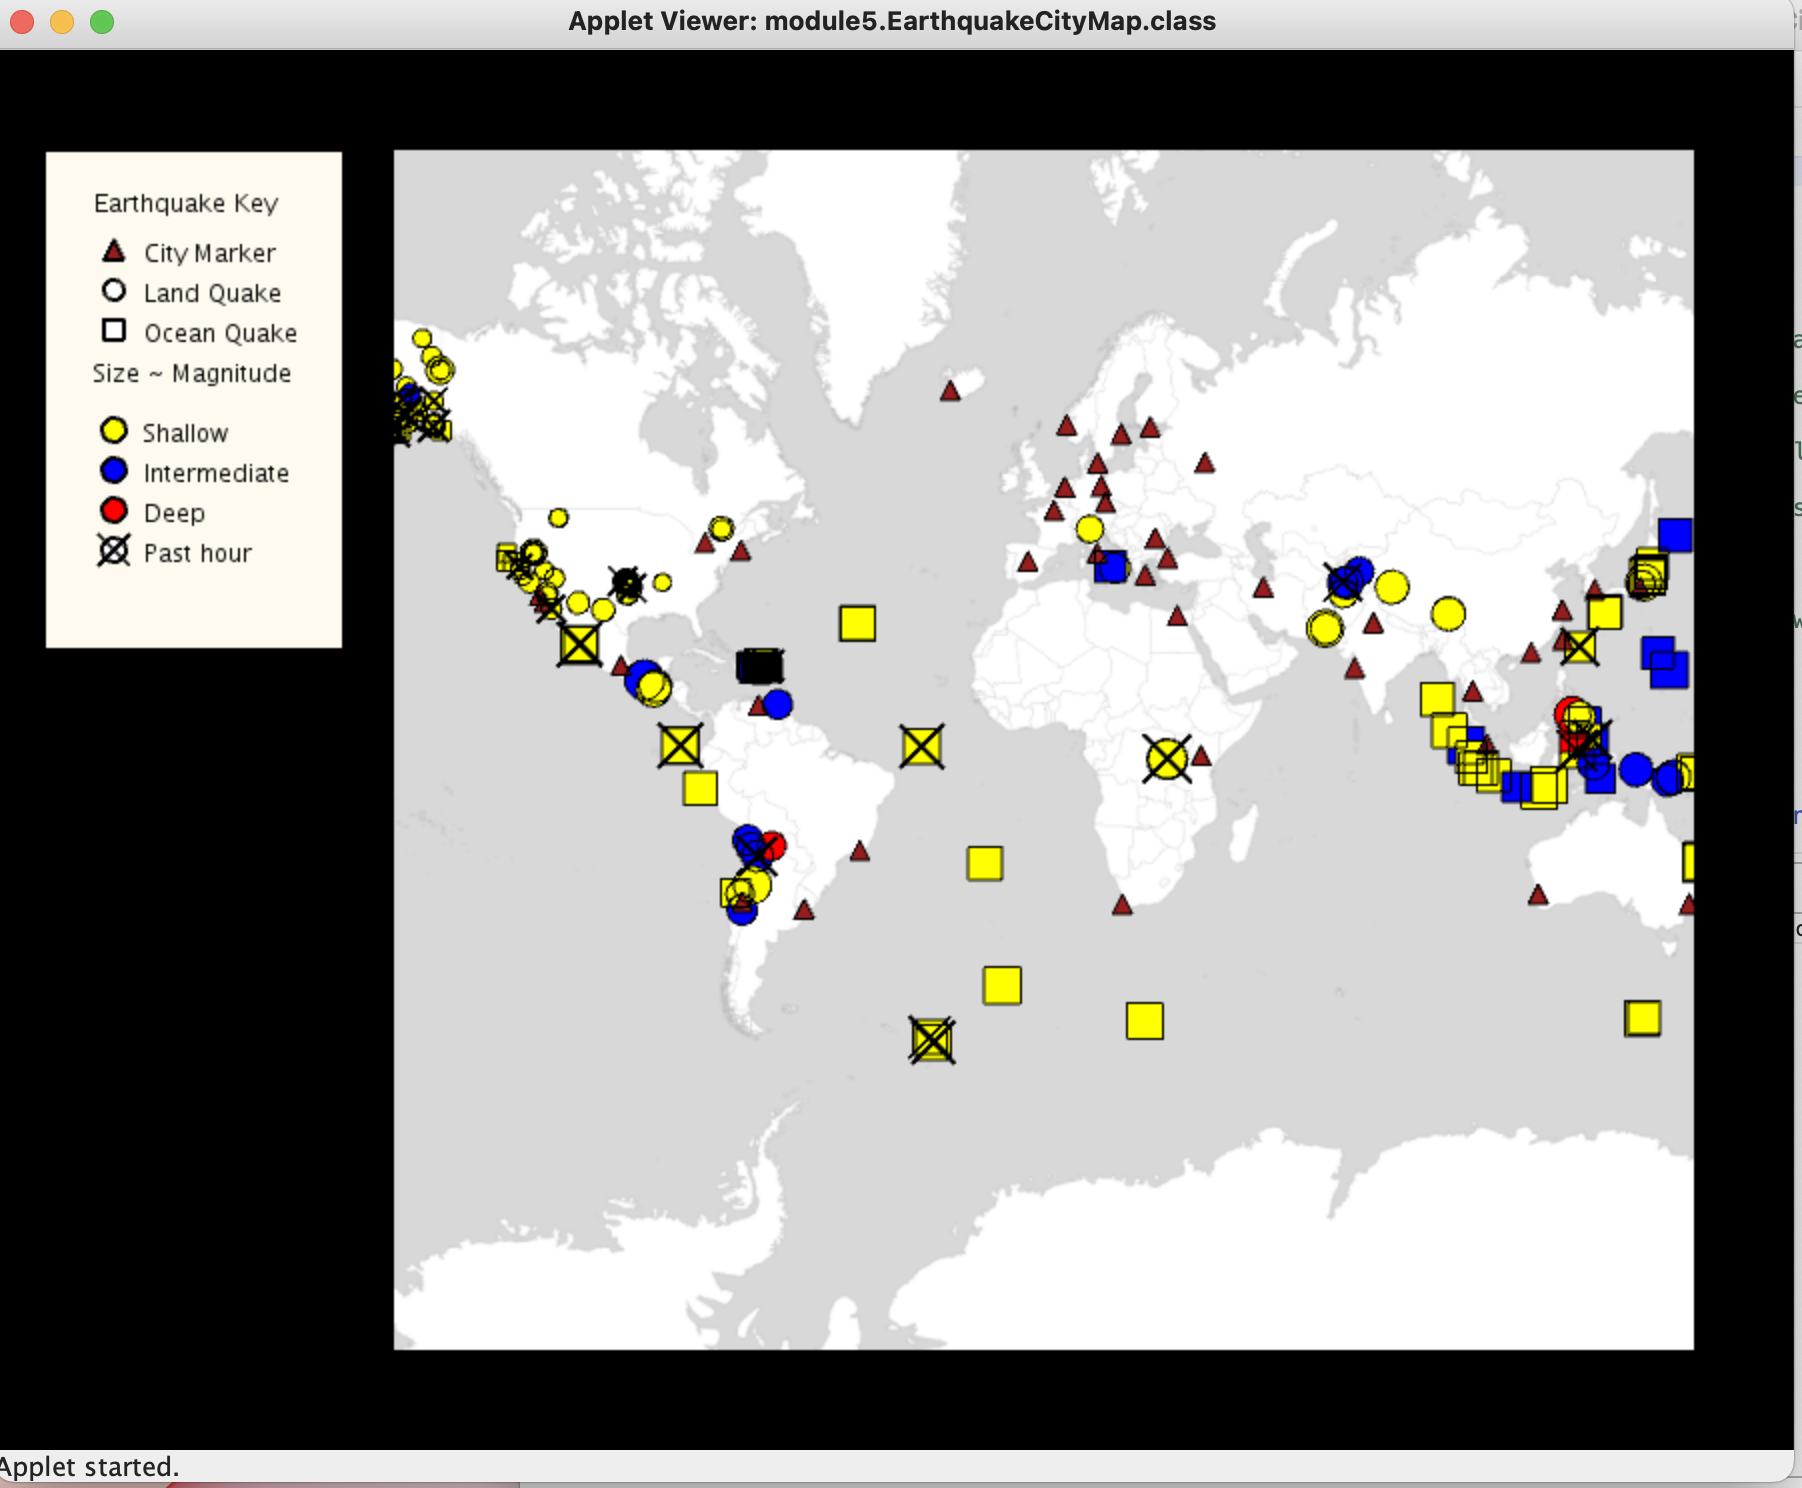 Applet Viewer: module5.EarthquakeCityMap.class
Earthquake Key
City Marker
Land Quake
Ocean Quake
Size ~ Magnitude
Shallow
Intermediate
Deep
Past hour
Applet started.